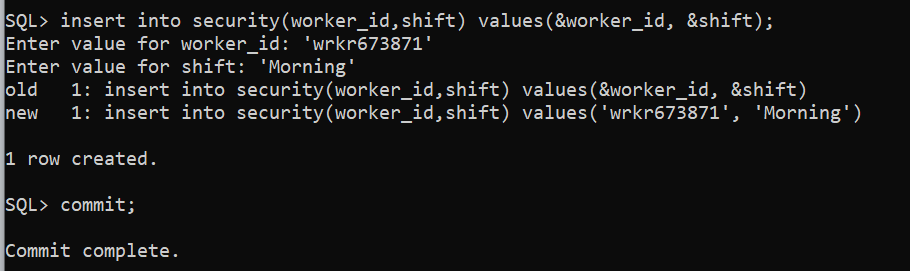 SQL> insert into security(worker_id,shift) values(&worker_id, &shift);
Enter value for worker_id: 'wrkr673871'
Enter value for shift: 'Morning'
old   1: insert into security(worker_id,shift) values(&worker_id, &shift)
new   1: insert into security(worker_id,shift) values('wrkr673871', 'Morning')
1 row created.
SQL> commit;
Commit complete.